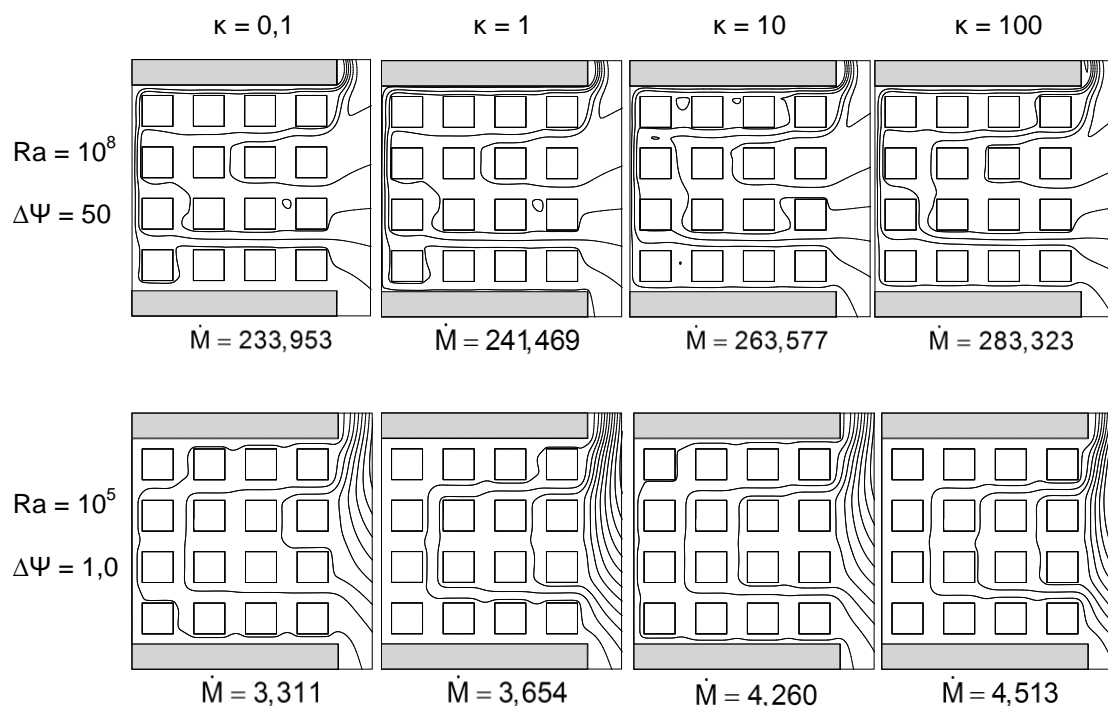 κ = 0,1 κ = 1 κ = 10 κ = 100
Ra = 10⁸
ΔΨ = 50
Ṁ = 233,953 Ṁ = 241,469 Ṁ = 263,577 Ṁ = 283,323
Ra = 10⁵
ΔΨ = 1,0
Ṁ = 3,311 Ṁ = 3,654 Ṁ = 4,260 Ṁ = 4,513